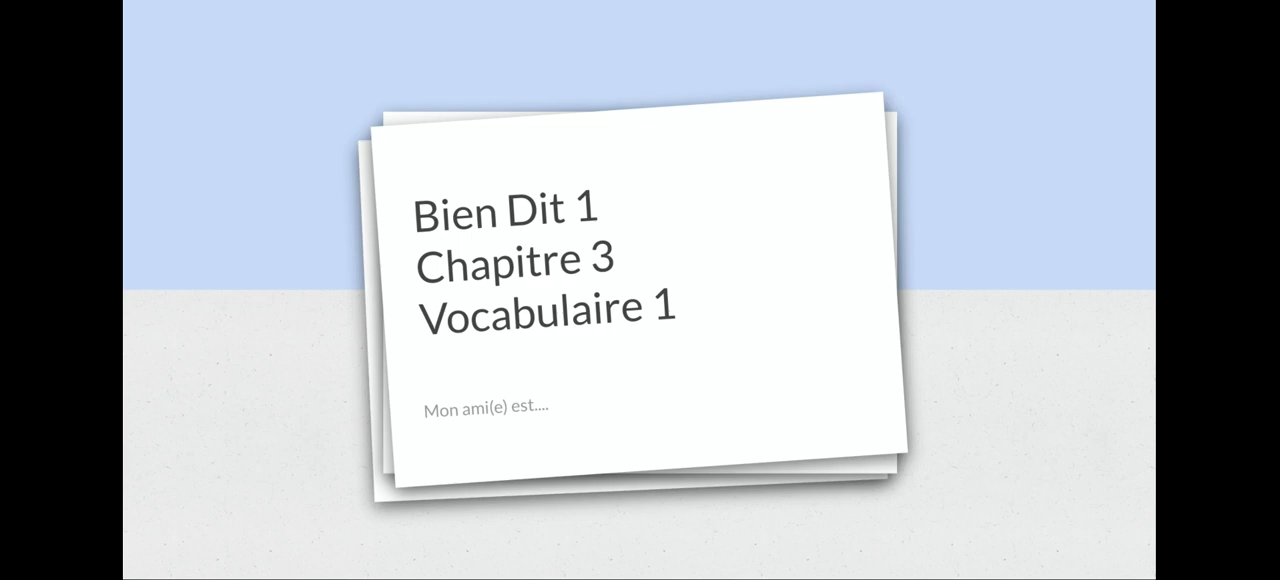 Bien Dit 1
Chapitre 3
Vocabulaire 1
Mon ami(e) est....